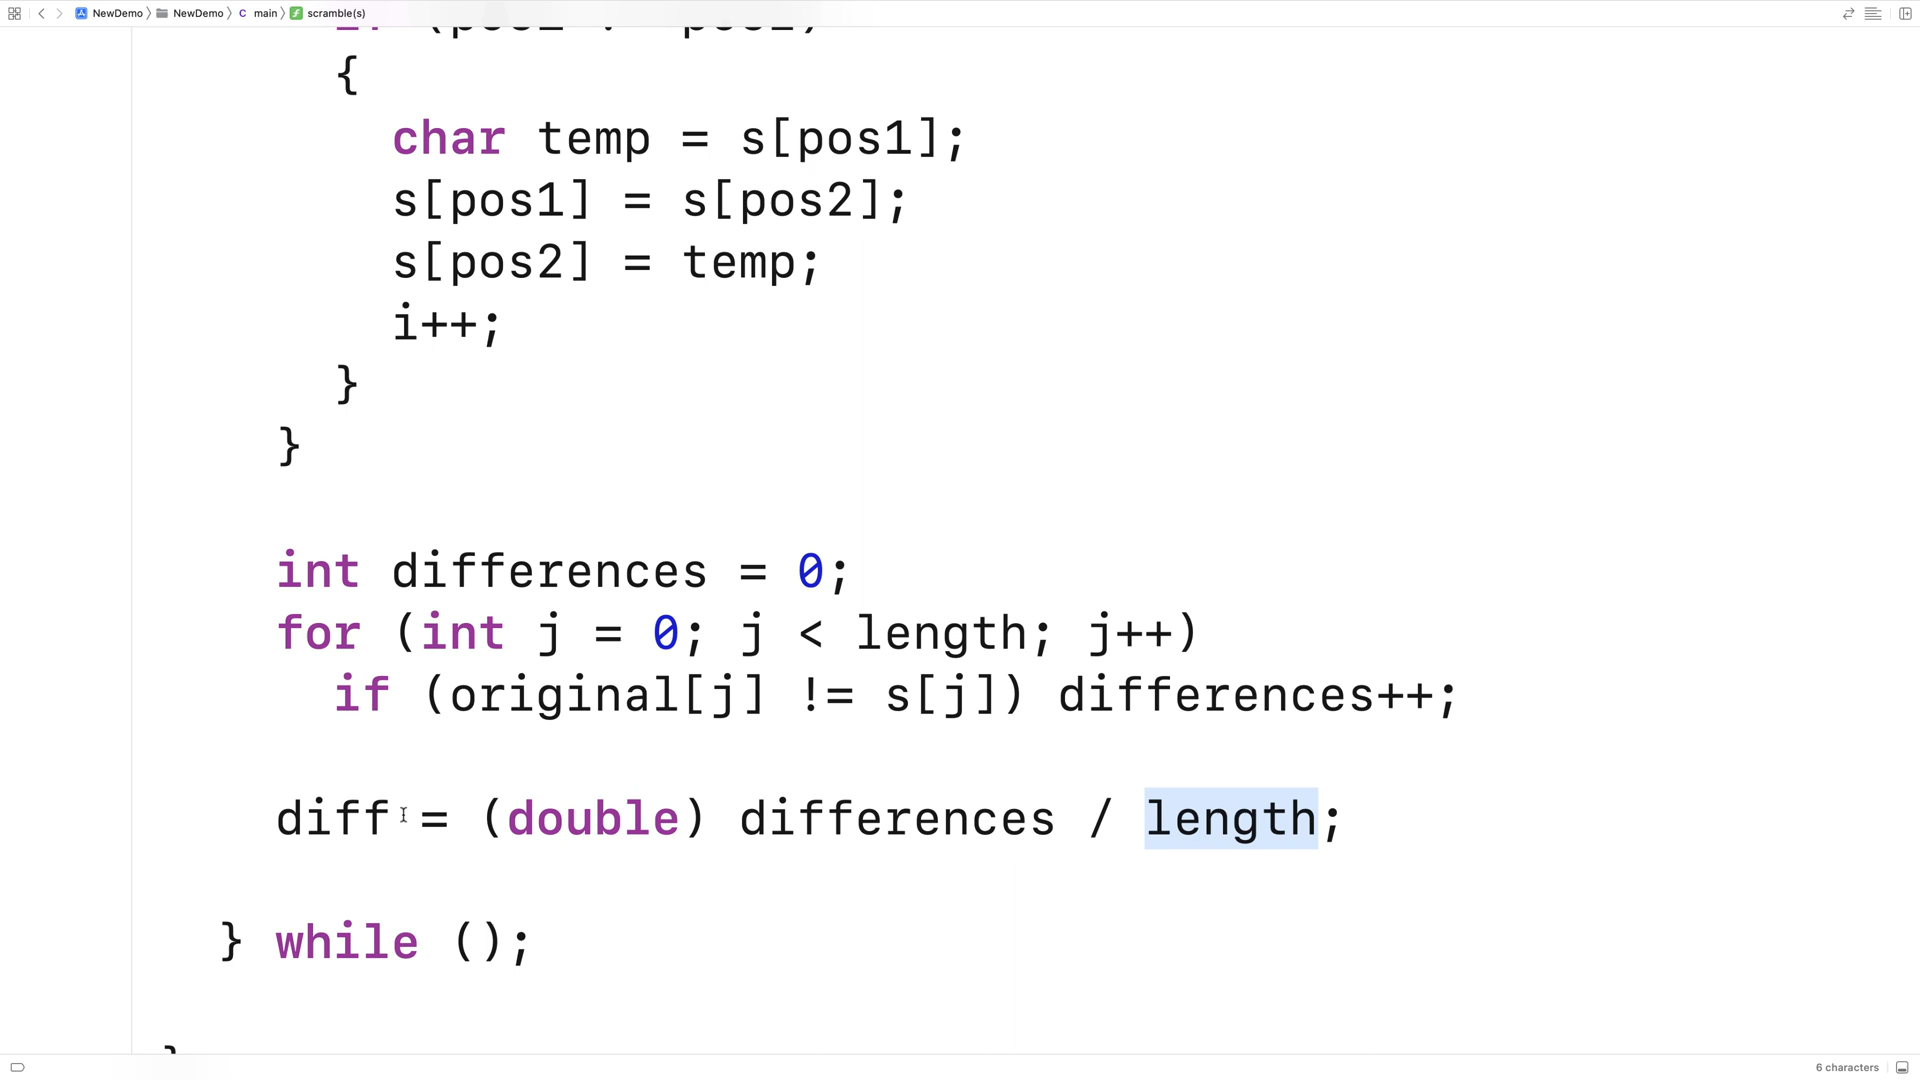 NewDemo NewDemo C main f scramble(s)
{
char temp = s[pos1];
s[pos1] = s[pos2];
s[pos2] = temp;
i++;
}
}
int differences = 0;
for (int j = 0; j < length; j++)
if (original[j] != s[j]) differences++;
diff = (double) differences / length;
} while ();
6 characters